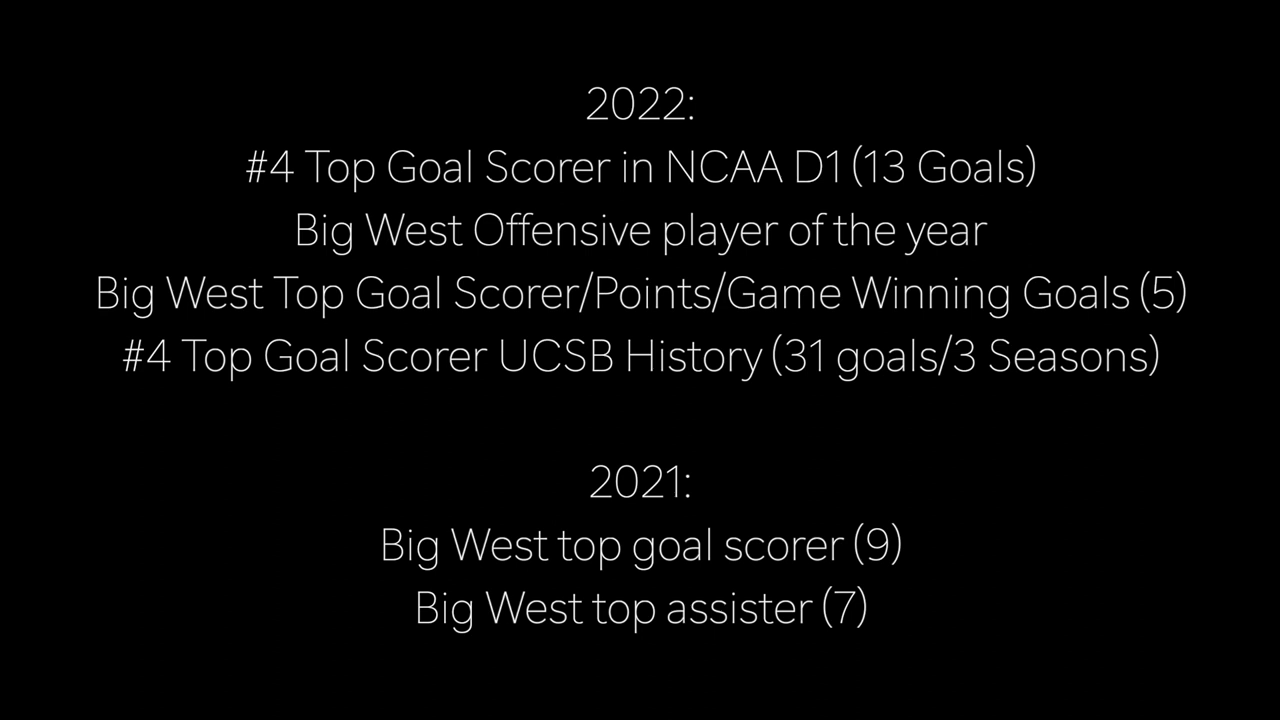 2022:
#4 Top Goal Scorer in NCAA D1 (13 Goals)
Big West Offensive player of the year
Big West Top Goal Scorer/Points/Game Winning Goals (5)
#4 Top Goal Scorer UCSB History (31 goals/3 Seasons)
2021:
Big West top goal scorer (9)
Big West top assister (7)